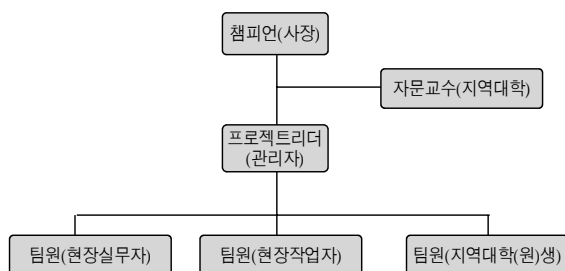 챔피언(사장)
자문교수(지역대학)
프로젝트리더
(관리자)
팀원(현장실무자)
팀원(현장작업자)
팀원(지역대학(원)생)